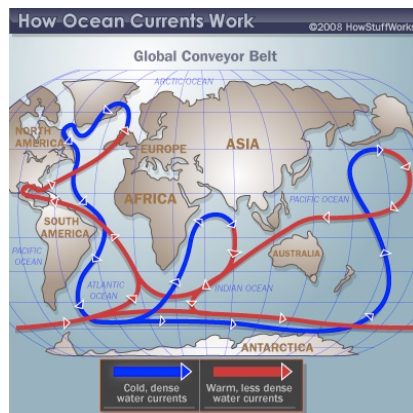 How Ocean Currents Work
©2008 HowStuffWorks
Global Conveyor Belt
ARCTIC OCEAN
NORTH
AMERICA
EUROPE
ASIA
AFRICA
PACIFIC OCEAN
SOUTH
AMERICA
PACIFIC
OCEAN
AUSTRALIA
ATLANTIC
OCEAN
INDIAN OCEAN
ANTARCTICA
Cold, dense
water currents
Warm, less dense
water currents